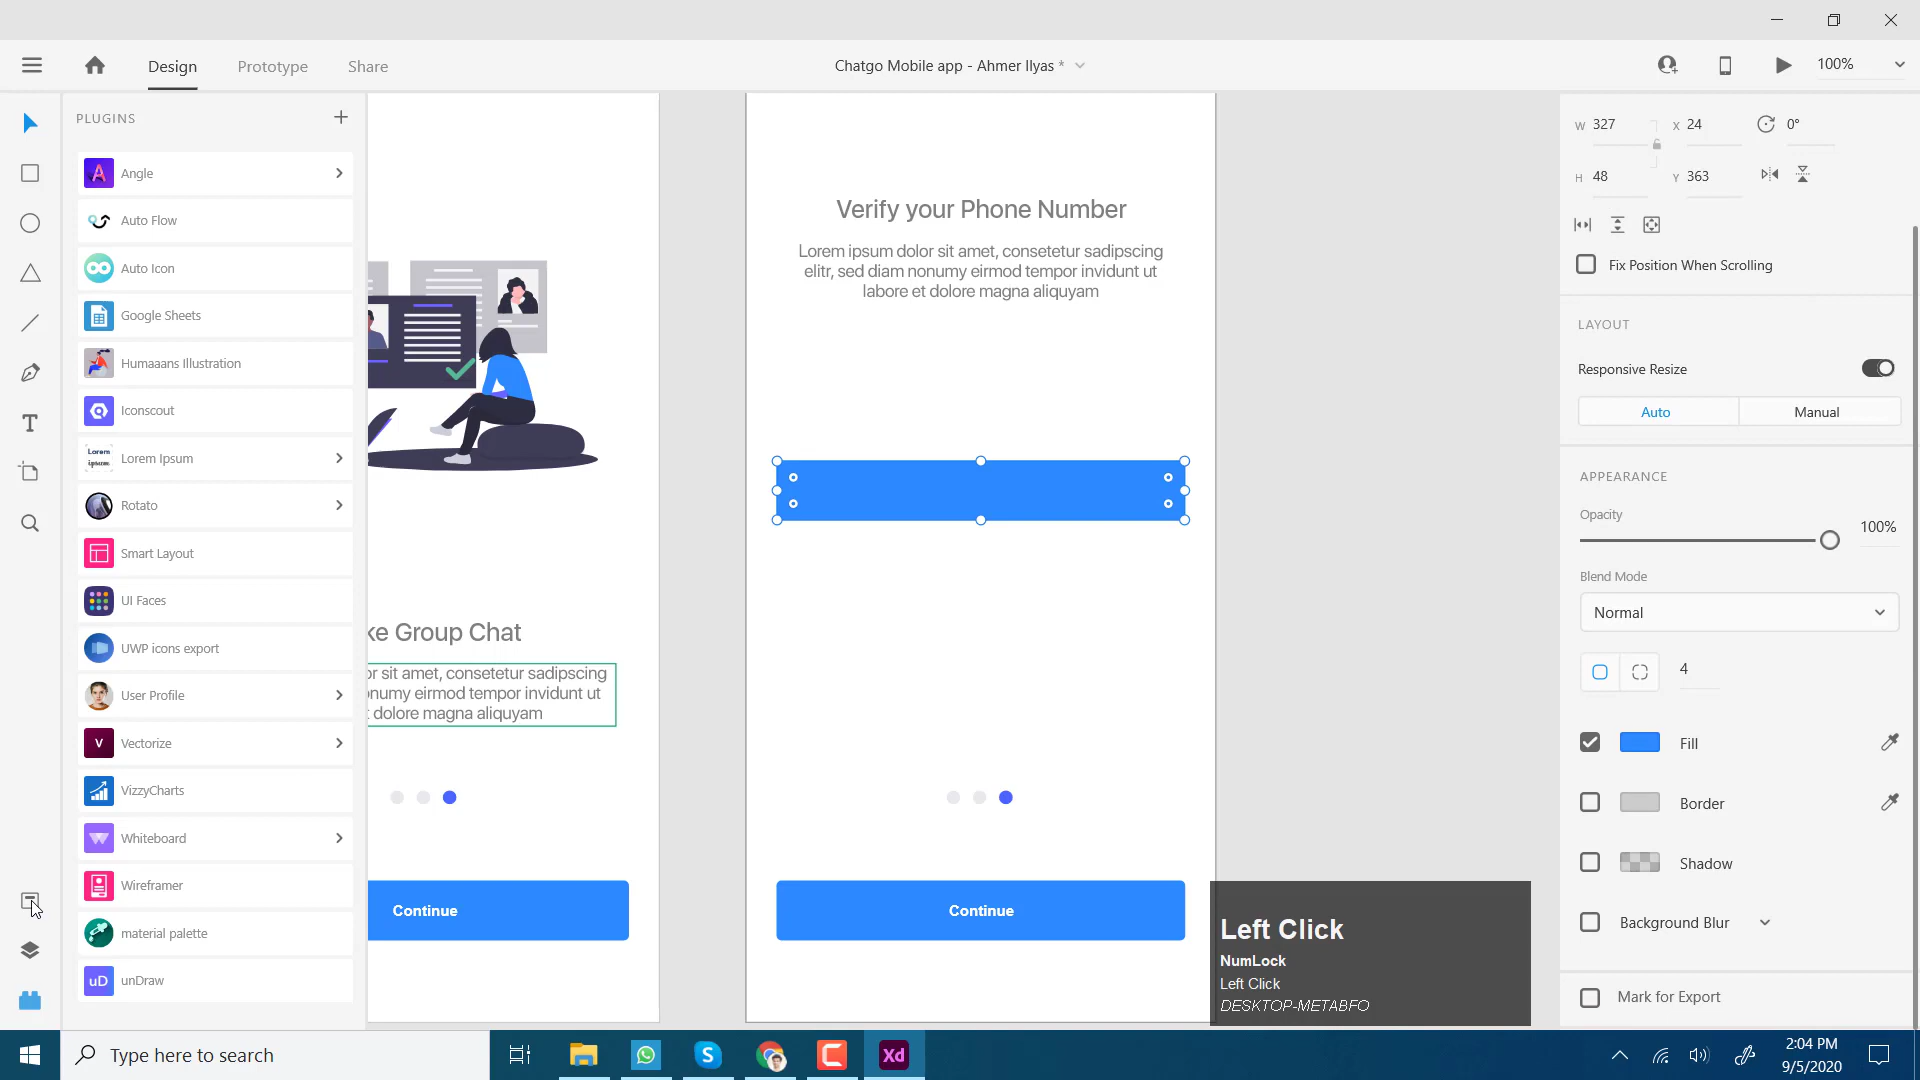 Design
Prototype
Share
Chatgo Mobile app - Ahmer Ilyas *
100%
PLUGINS
Angle
Auto Flow
Auto Icon
Google Sheets
Humaaans Illustration
Iconscout
Lorem Ipsum
Rotato
Smart Layout
UI Faces
UWP icons export
User Profile
Vectorize
VizzyCharts
Whiteboard
Wireframer
material palette
uD unDraw
ke Group Chat
or sit amet, consetetur sadipscing
onumy eirmod tempor invidunt ut
t dolore magna aliquyam
Continue
Verify your Phone Number
Lorem ipsum dolor sit amet, consetetur sadipscing
elitr, sed diam nonumy eirmod tempor invidunt ut
labore et dolore magna aliquyam
Continue
Left Click
NumLock
Left Click
DESKTOP-METABFO
W 327 X 24 0°
H 48 Y 363
Fix Position When Scrolling
LAYOUT
Responsive Resize
Auto
Manual
APPEARANCE
Opacity
100%
Blend Mode
Normal
4
Fill
Border
Shadow
Background Blur
Mark for Export
Type here to search
Xd
2:04 PM
9/5/2020